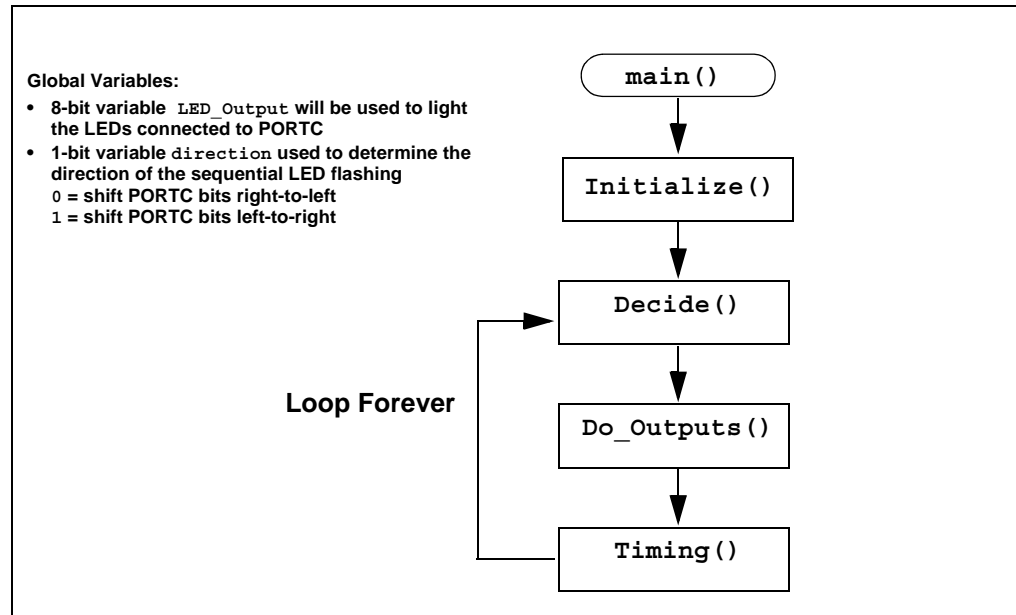 Global Variables:
• 8-bit variable LED_Output will be used to light
the LEDs connected to PORTC
• 1-bit variable direction used to determine the
direction of the sequential LED flashing
0 = shift PORTC bits right-to-left
1 = shift PORTC bits left-to-right
main()
Initialize()
Decide()
Loop Forever
Do_Outputs()
Timing()